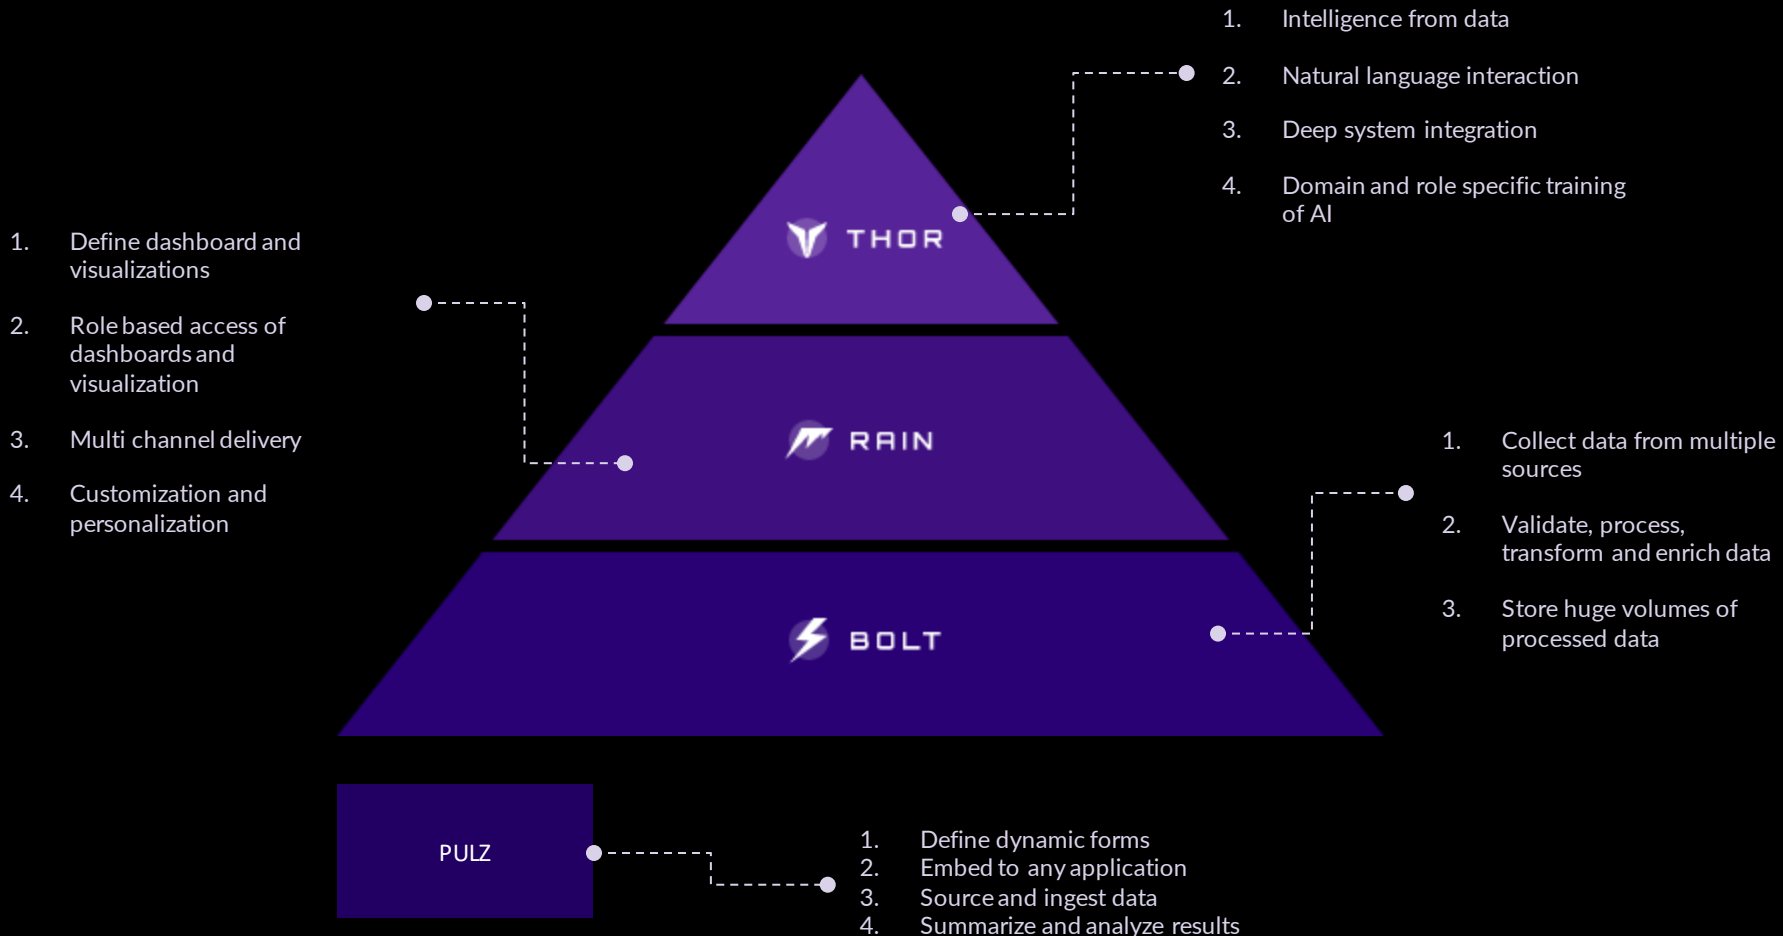 1. Intelligence from data
2. Natural language interaction
3. Deep system integration
4. Domain and role specific training
of AI
THOR
1. Define dashboard and
visualizations
2. Role based access of
dashboards and
visualization
3. Multi channel delivery
4. Customization and
personalization
RAIN
1. Collect data from multiple
sources
2. Validate, process,
transform and enrich data
3. Store huge volumes of
processed data
BOLT
PULZ
1. Define dynamic forms
2. Embed to any application
3. Source and ingest data
4. Summarize and analyze results